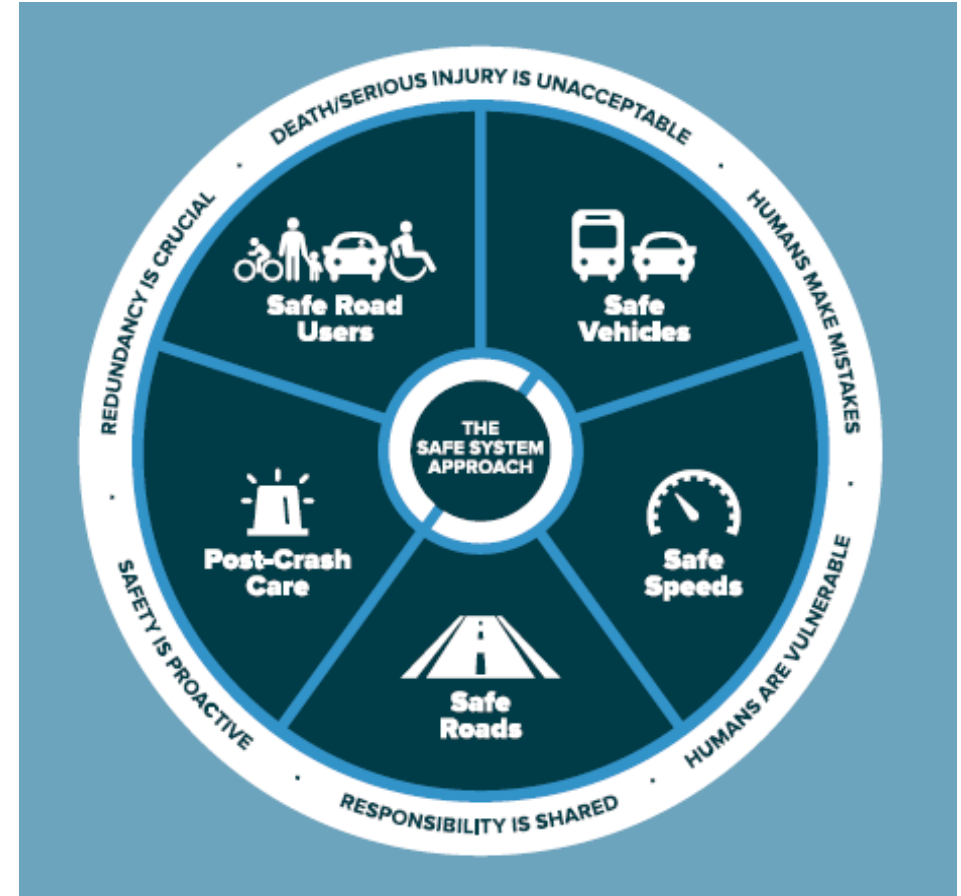 DEATH/SERIOUS INJURY IS UNACCEPTABLE
HUMANS MAKE MISTAKES
HUMANS ARE VULNERABLE
RESPONSIBILITY IS SHARED
SAFETY IS PROACTIVE
REDUNDANCY IS CRUCIAL
Safe Road
Users
Safe
Vehicles
Safe
Speeds
Safe
Roads
Post-Crash
Care
THE
SAFE SYSTEM
APPROACH